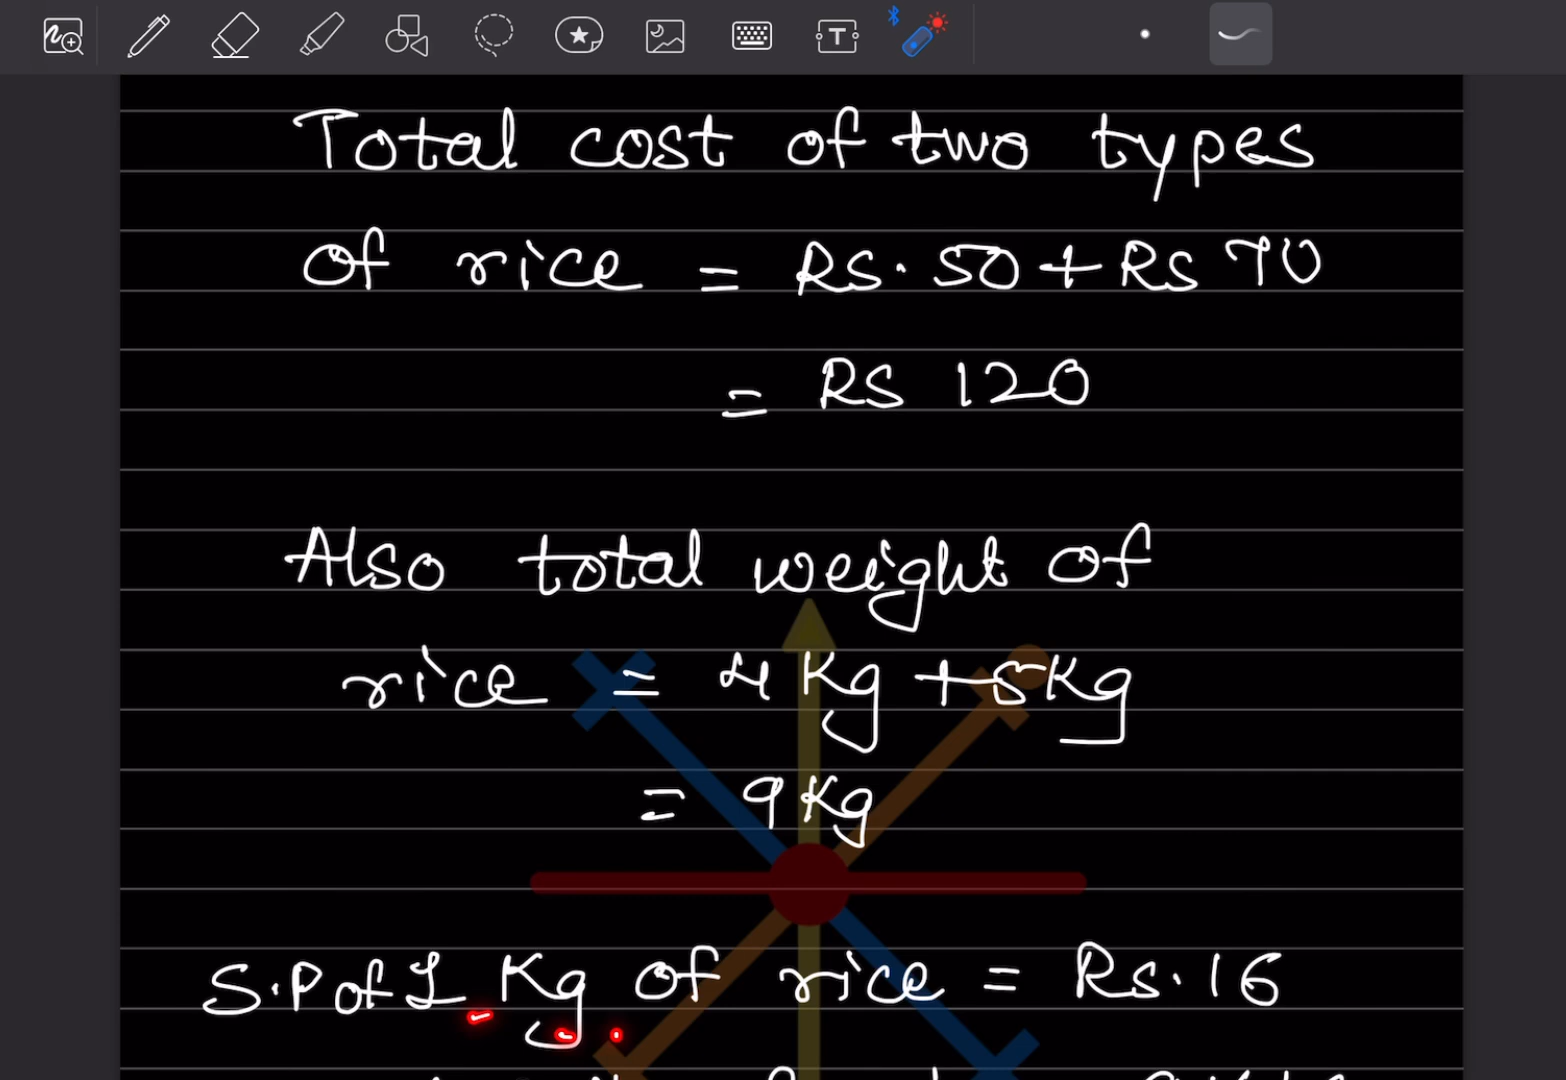 Total cost of two types
of rice = RS. 50 + RS 70
= RS 120
Also total weight of
rice = 4 Kg + 5 Kg
= 9 Kg
S.P of 1 Kg of rice = Rs. 16